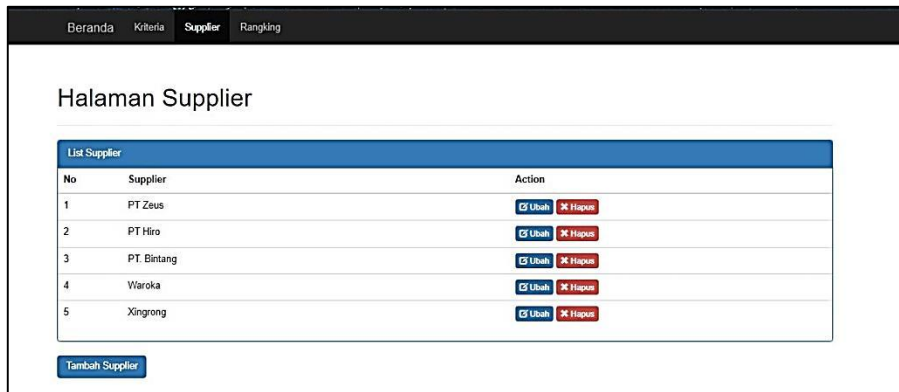 Beranda Kriteria Supplier Rangking
Halaman Supplier
List Supplier
No Supplier Action
1 PT Zeus Ubah Hapus
2 PT Hiro Ubah Hapus
3 PT. Bintang Ubah Hapus
4 Waroka Ubah Hapus
5 Xingrong Ubah Hapus
Tambah Supplier